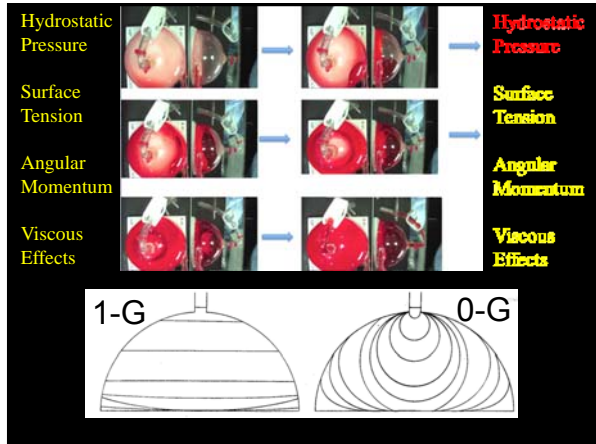 Hydrostatic
Pressure
Surface
Tension
Angular
Momentum
Viscous
Effects
Hydrostatic
Pressure
Surface
Tension
Angular
Momentum
Viscous
Effects
1-G
0-G